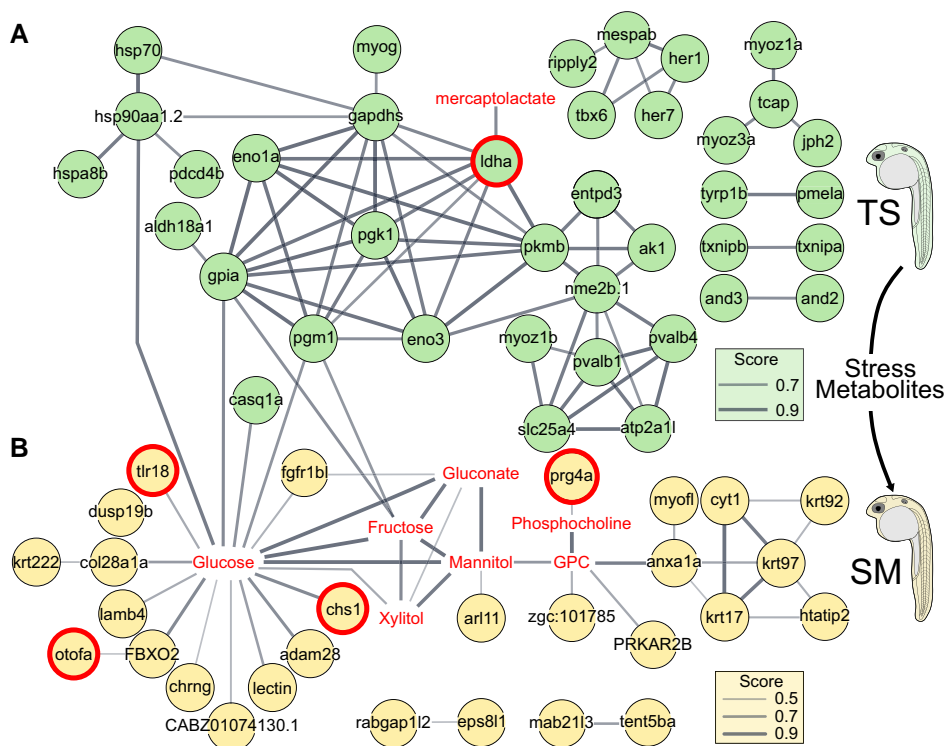 A
hsp70
myog
mespab
myoz1a
ripply2
her1
mercaptolactate
hsp90aa1.2
gapdhs
tbx6
her7
tcap
myoz3a
jph2
eno1a
ldha
hspa8b
pdcd4b
entpd3
tyrp1b
pmela
TS
aldh18a1
pgk1
pkmb
ak1
txnipb
txnipa
gpia
nme2b.1
and3
and2
pgm1
eno3
myoz1b
pvalb4
pvalb1
Score
0.7
0.9
Stress
Metabolites
casq1a
slc25a4
atp2a1l
B
tlr18
fgfr1bl
Gluconate
prg4a
myofl
cyt1
krt92
dusp19b
Fructose
Phosphocholine
krt222
col28a1a
Glucose
Mannitol
GPC
anxa1a
krt97
SM
lamb4
chs1
Xylitol
arl11
zgc:101785
krt17
htatip2
otofa
FBXO2
adam28
PRKAR2B
chrng
lectin
CABZ01074130.1
rabgap1l2
eps8l1
mab21l3
tent5ba
Score
0.5
0.7
0.9